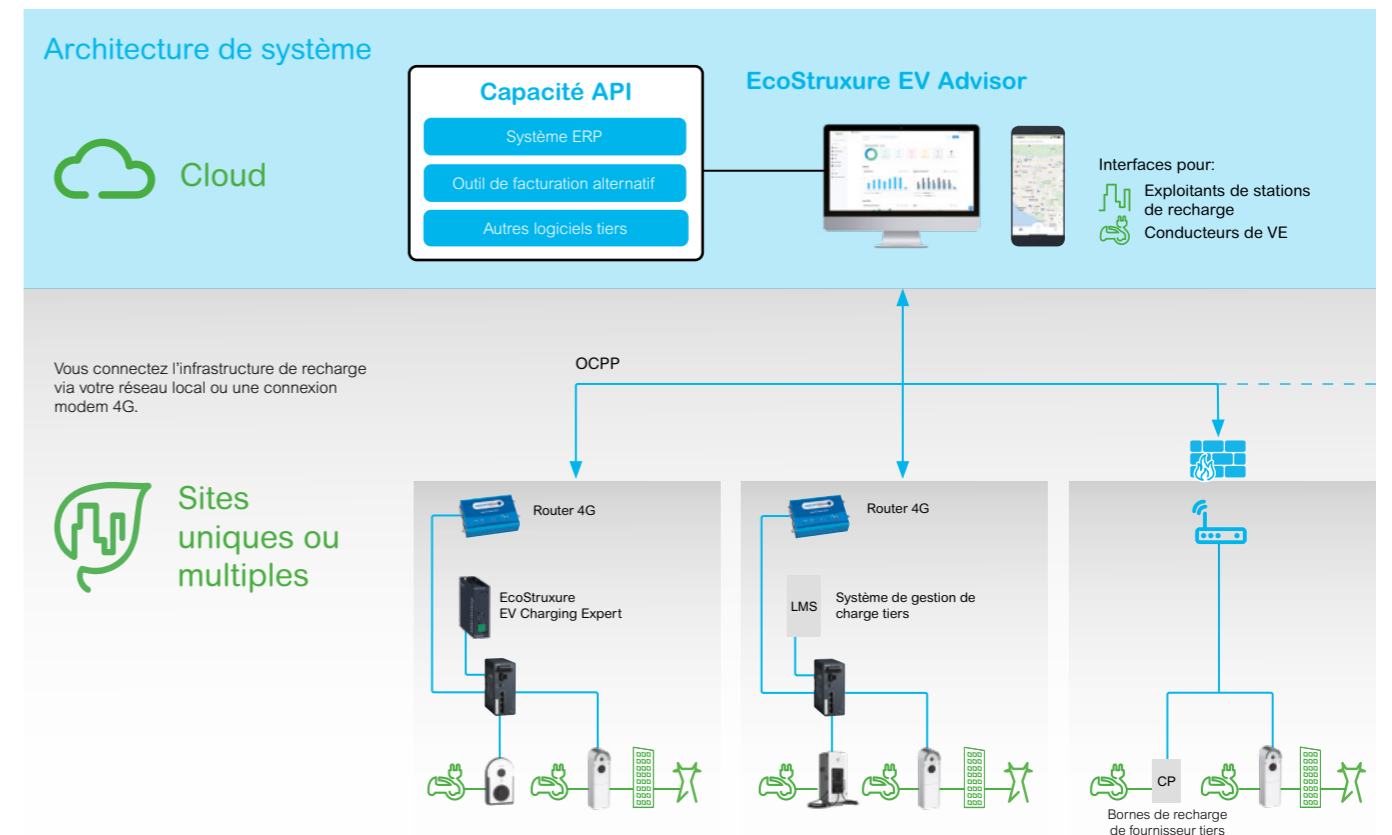 Architecture de système
Cloud
Capacité API
Système ERP
Outil de facturation alternatif
Autres logiciels tiers
EcoStruxure EV Advisor
Interfaces pour:
Exploitants de stations
de recharge
Conducteurs de VE
Vous connectez l’infrastructure de recharge
via votre réseau local ou une connexion
modem 4G.
OCPP
Sites
uniques ou
multiples
Router 4G
EcoStruxure
EV Charging Expert
Router 4G
LMS
Système de gestion de
charge tiers
CP
Bornes de recharge
de fournisseur tiers